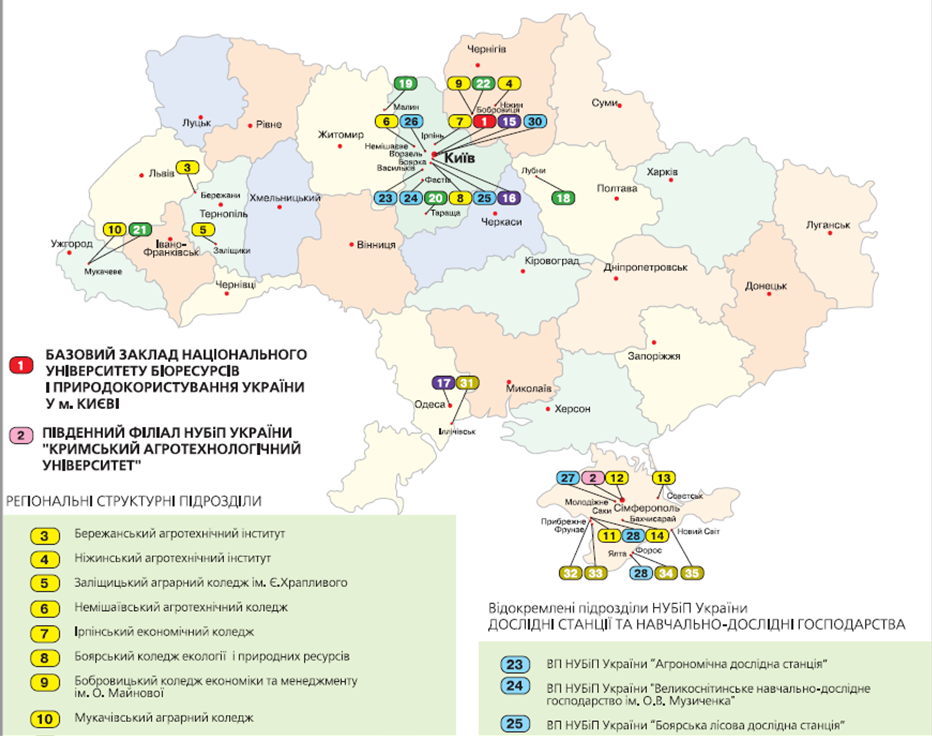 Чернігів
19
9 22 4
Малин
Бобровиця
Ніжин
Суми
Луцьк
Рівне
Житомир
6 26
7 1 15 30
Ірпінь
Немішаєве
Ворзель
Боярка
Київ
Васильків
Фастів
Лубни
Харків
Львів
3
Бережани
Тернопіль
Хмельницький
23 24 20 8 25 16
18
Полтава
Тараща
Черкаси
Луганськ
10 21
5
Ужгород
Івано-
Франківськ
Заліщики
Вінниця
Мукачеве
Кіровоград
Дніпропетровськ
Чернівці
Донецьк
1 БАЗОВИЙ ЗАКЛАД НАЦІОНАЛЬНОГО
УНІВЕРСИТЕТУ БІОРЕСУРСІВ
І ПРИРОДОКОРИСТУВАННЯ УКРАЇНИ
У м. КИЄВІ
Запоріжжя
17 31
Миколаїв
Одеса
Херсон
Іллічівськ
2 ПІВДЕННИЙ ФІЛІАЛ НУБіП УКРАЇНИ
"КРИМСЬКИЙ АГРОТЕХНОЛОГІЧНИЙ
УНІВЕРСИТЕТ"
27 2 12
13
Совєтськ
Молодіжне
Саки
Сімферополь
Бахчисарай
Прибрежне
Фрунзе
Новий Світ
11 28 14
Ялта
Форос
32 33
28 34 35
РЕГІОНАЛЬНІ СТРУКТУРНІ ПІДРОЗДІЛИ
3 Бережанський агротехнічний інститут
4 Ніжинський агротехнічний інститут
5 Заліщицький аграрний коледж ім. Є.Храпливого
6 Немішаївський агротехнічний коледж
7 Ірпінський економічний коледж
8 Боярський коледж екології і природних ресурсів
9 Бобровицький коледж економіки та менеджменту
ім. О. Майнової
10 Мукачівський аграрний коледж
Відокремлені підрозділи НУБіП України
ДОСЛІДНІ СТАНЦІЇ ТА НАВЧАЛЬНО-ДОСЛІДНІ ГОСПОДАРСТВА
23 ВП НУБіП України "Агрономічна дослідна станція"
24 ВП НУБіП України "Великоснітинське навчально-дослідне
господарство ім. О.В. Музиченка"
25 ВП НУБіП України "Боярська лісова дослідна станція"